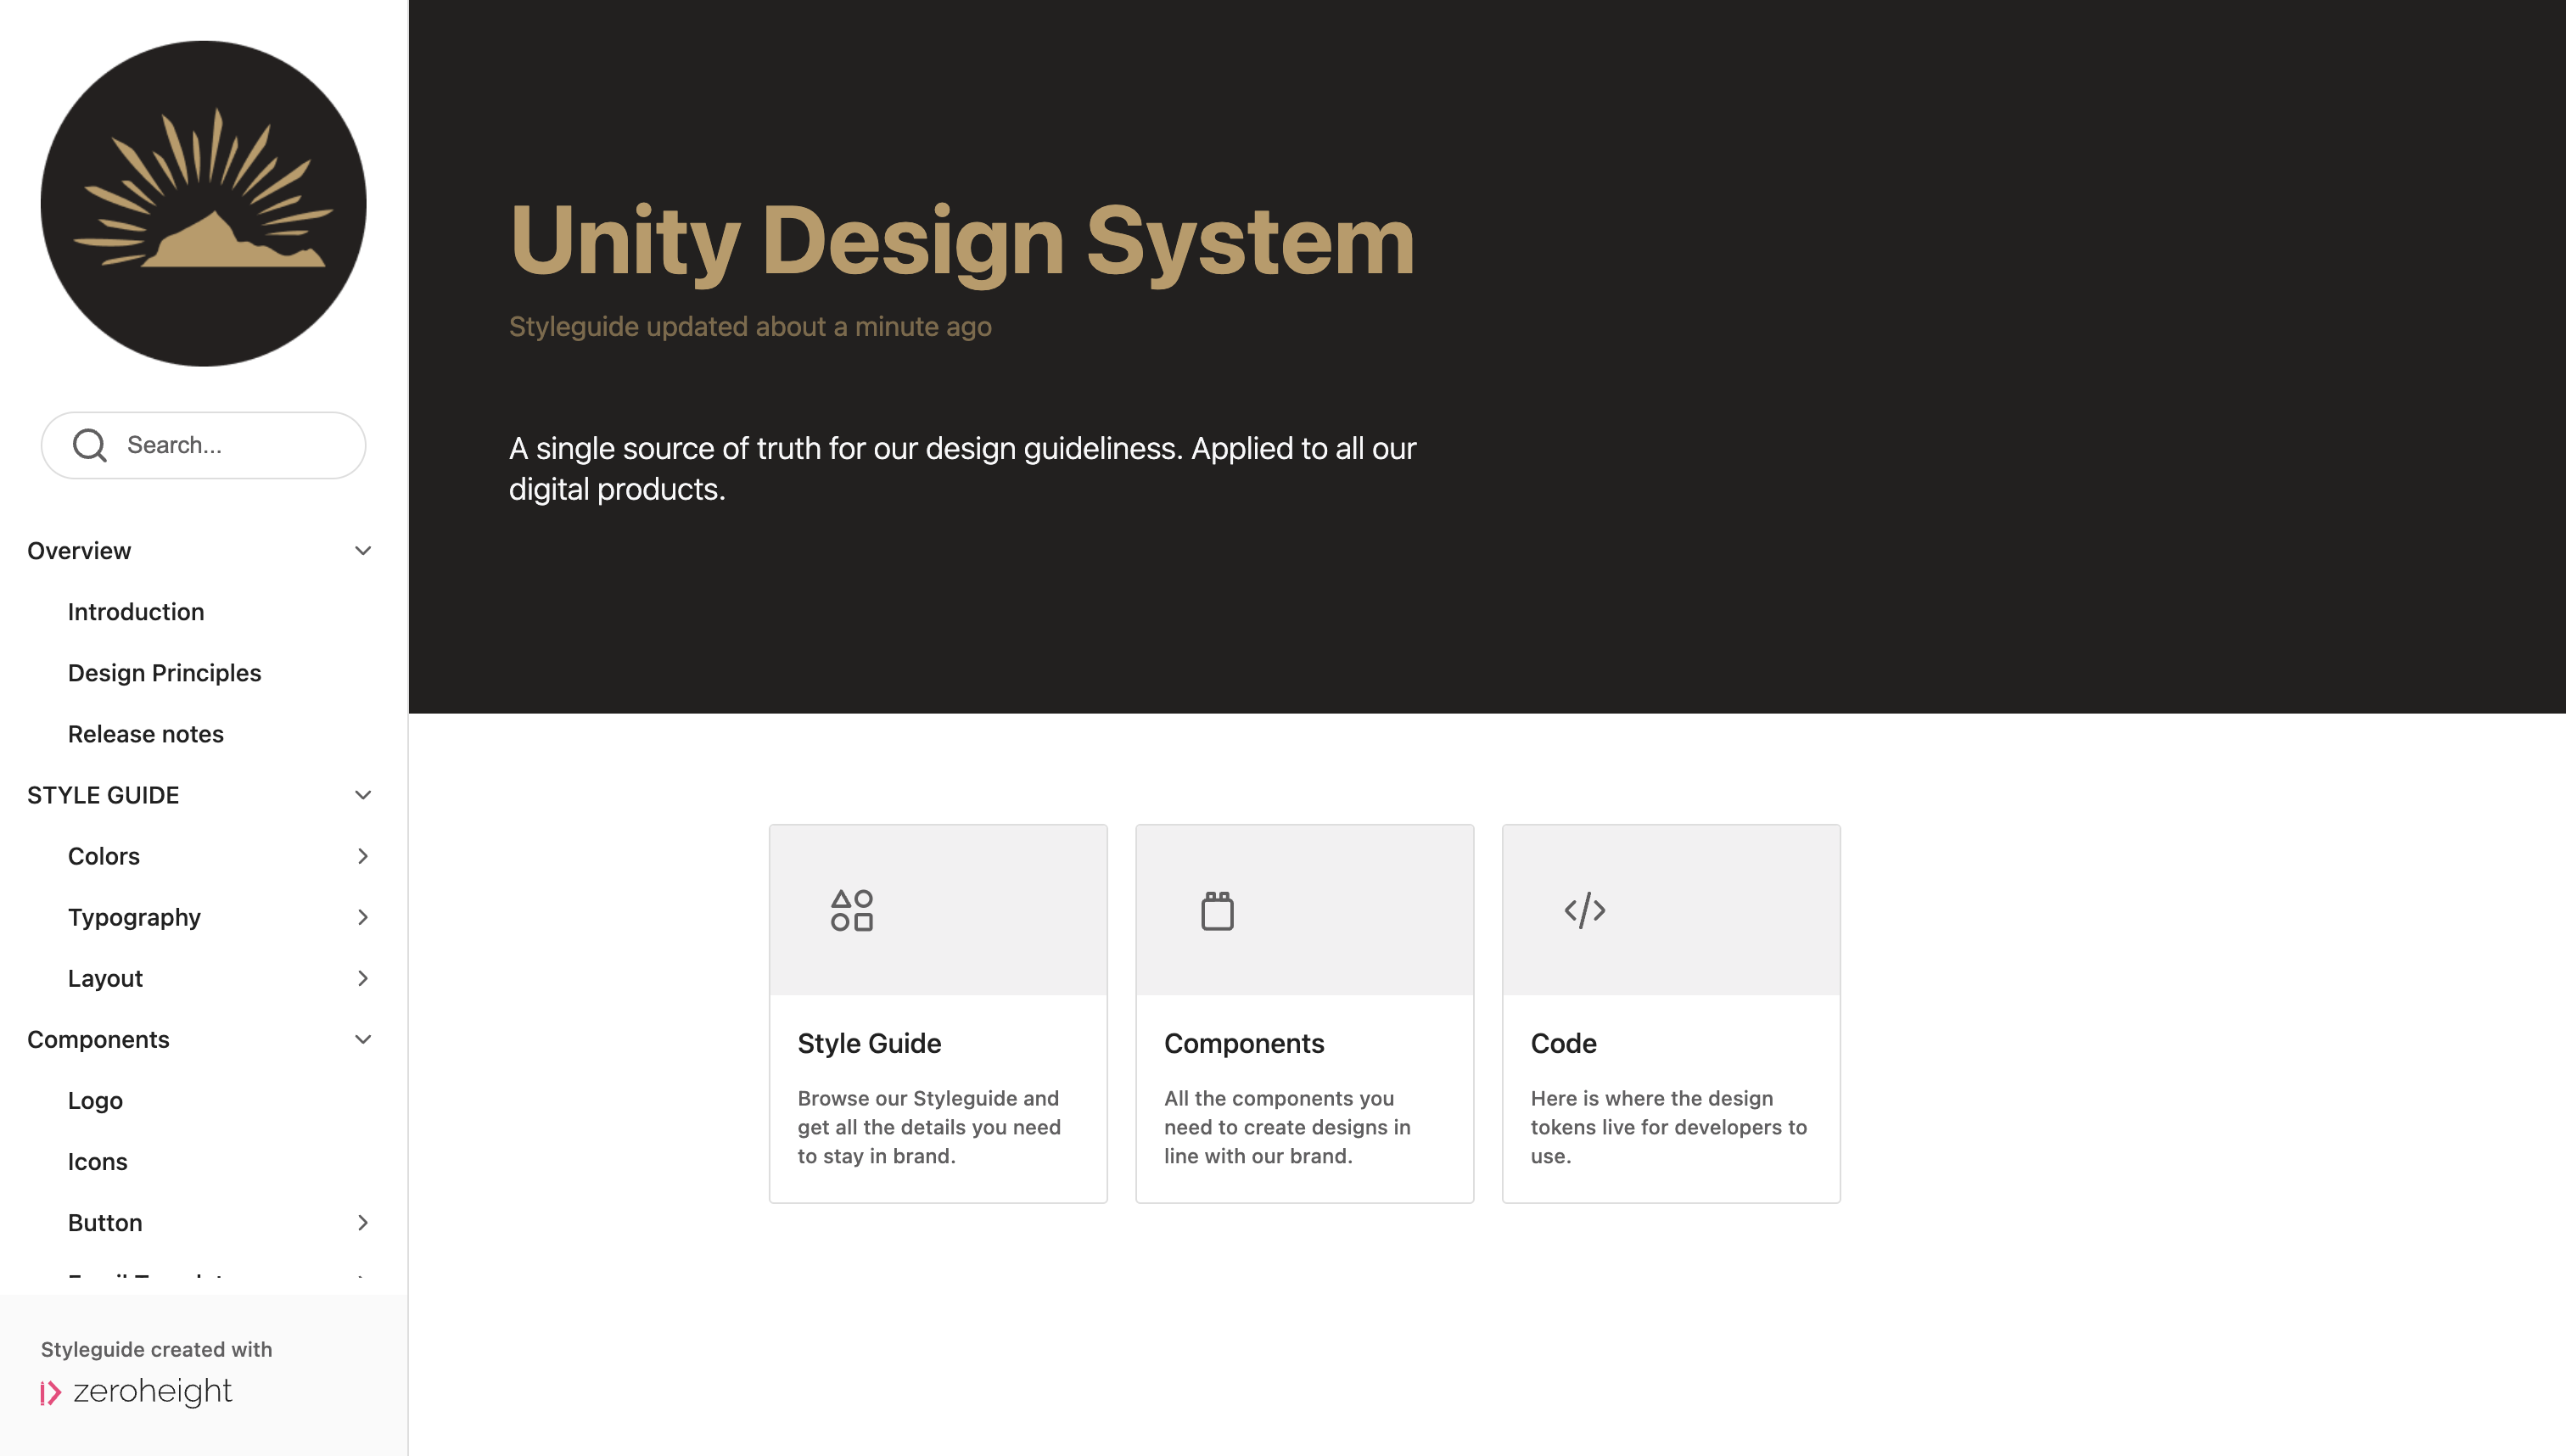 Search...
Overview
Introduction
Design Principles
Release notes
STYLE GUIDE
Colors
Typography
Layout
Components
Logo
Icons
Button
Styleguide created with
zeroheight
Unity Design System
Styleguide updated about a minute ago
A single source of truth for our design guideliness. Applied to all our
digital products.
Style Guide
Browse our Styleguide and
get all the details you need
to stay in brand.
Components
All the components you
need to create designs in
line with our brand.
Code
Here is where the design
tokens live for developers to
use.